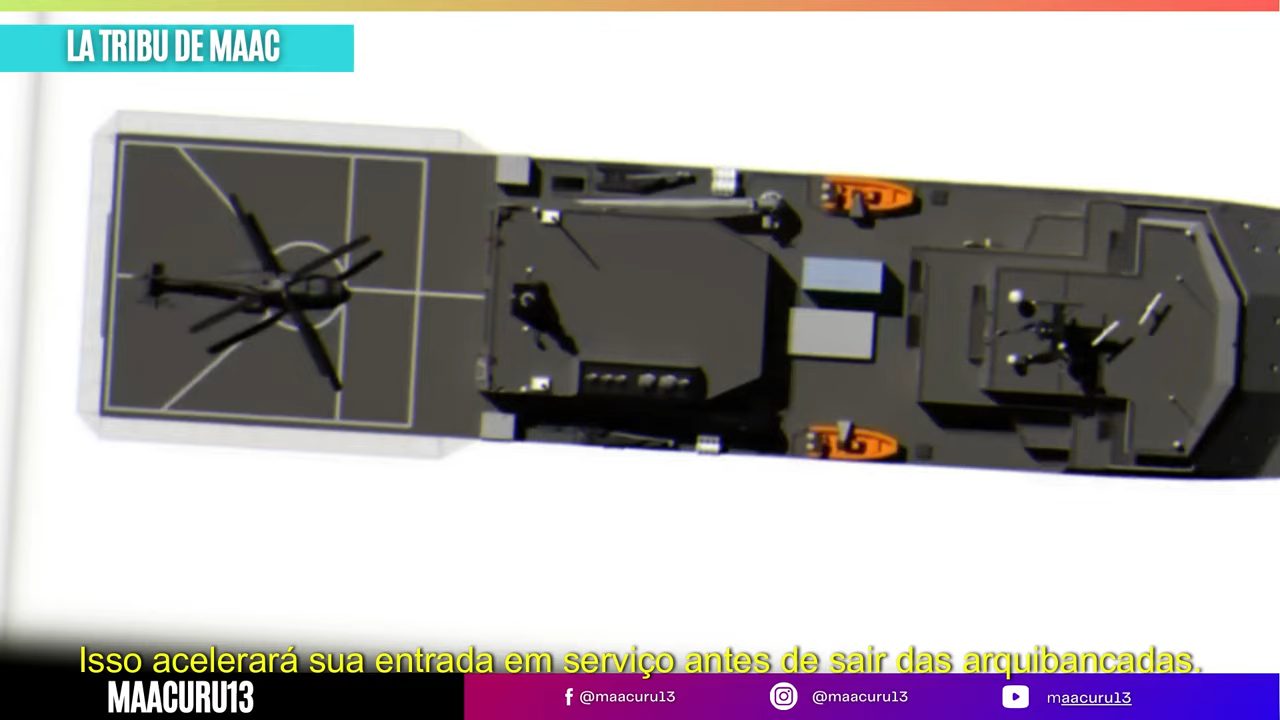 LA TRIBU DE MAAC
Isso acelerará sua entrada em serviço antes de sair das arquibancadas.
MAACURU13
@maacuru13
@maacuru13
maacuru13